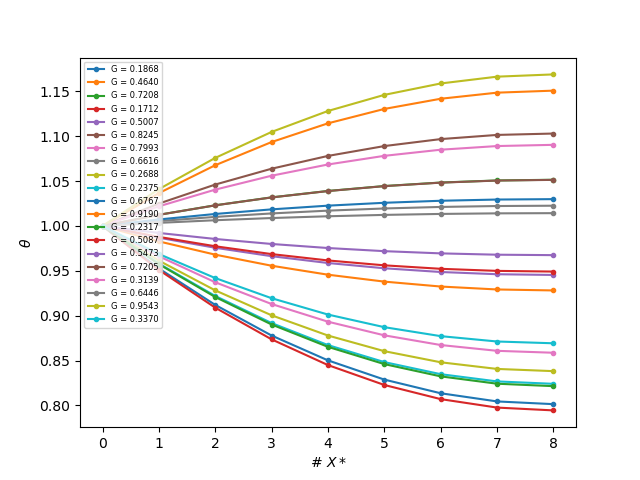 G = 0.1868
G = 0.4640
G = 0.7208
G = 0.1712
G = 0.5007
G = 0.8245
G = 0.7993
G = 0.6616
G = 0.2688
G = 0.2375
G = 0.6767
G = 0.9190
G = 0.2317
G = 0.5087
G = 0.5473
G = 0.7205
G = 0.3139
G = 0.6446
G = 0.9543
G = 0.3370
1.15
1.10
1.05
1.00
0.95
0.90
0.85
0.80
θ
0 1 2 3 4 5 6 7 8
# X *